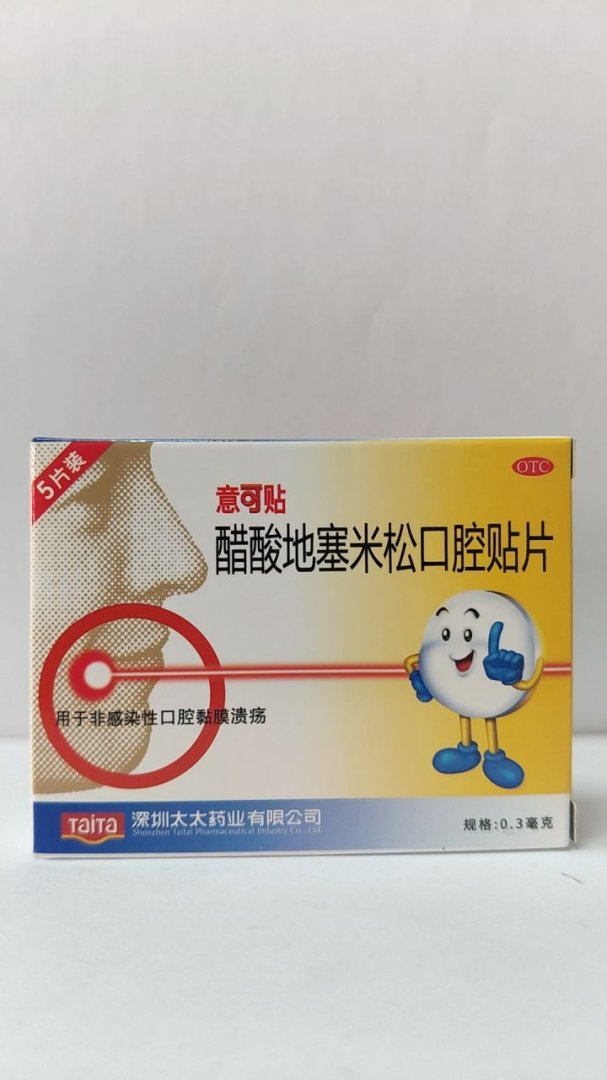 5片装
OTC
意可贴
醋酸地塞米松口腔贴片
用于非感染性口腔黏膜溃疡
Taita
深圳太太药业有限公司
Shenzhen Taitai Pharmaceutical Industry Co., Ltd.
规格:0.3毫克